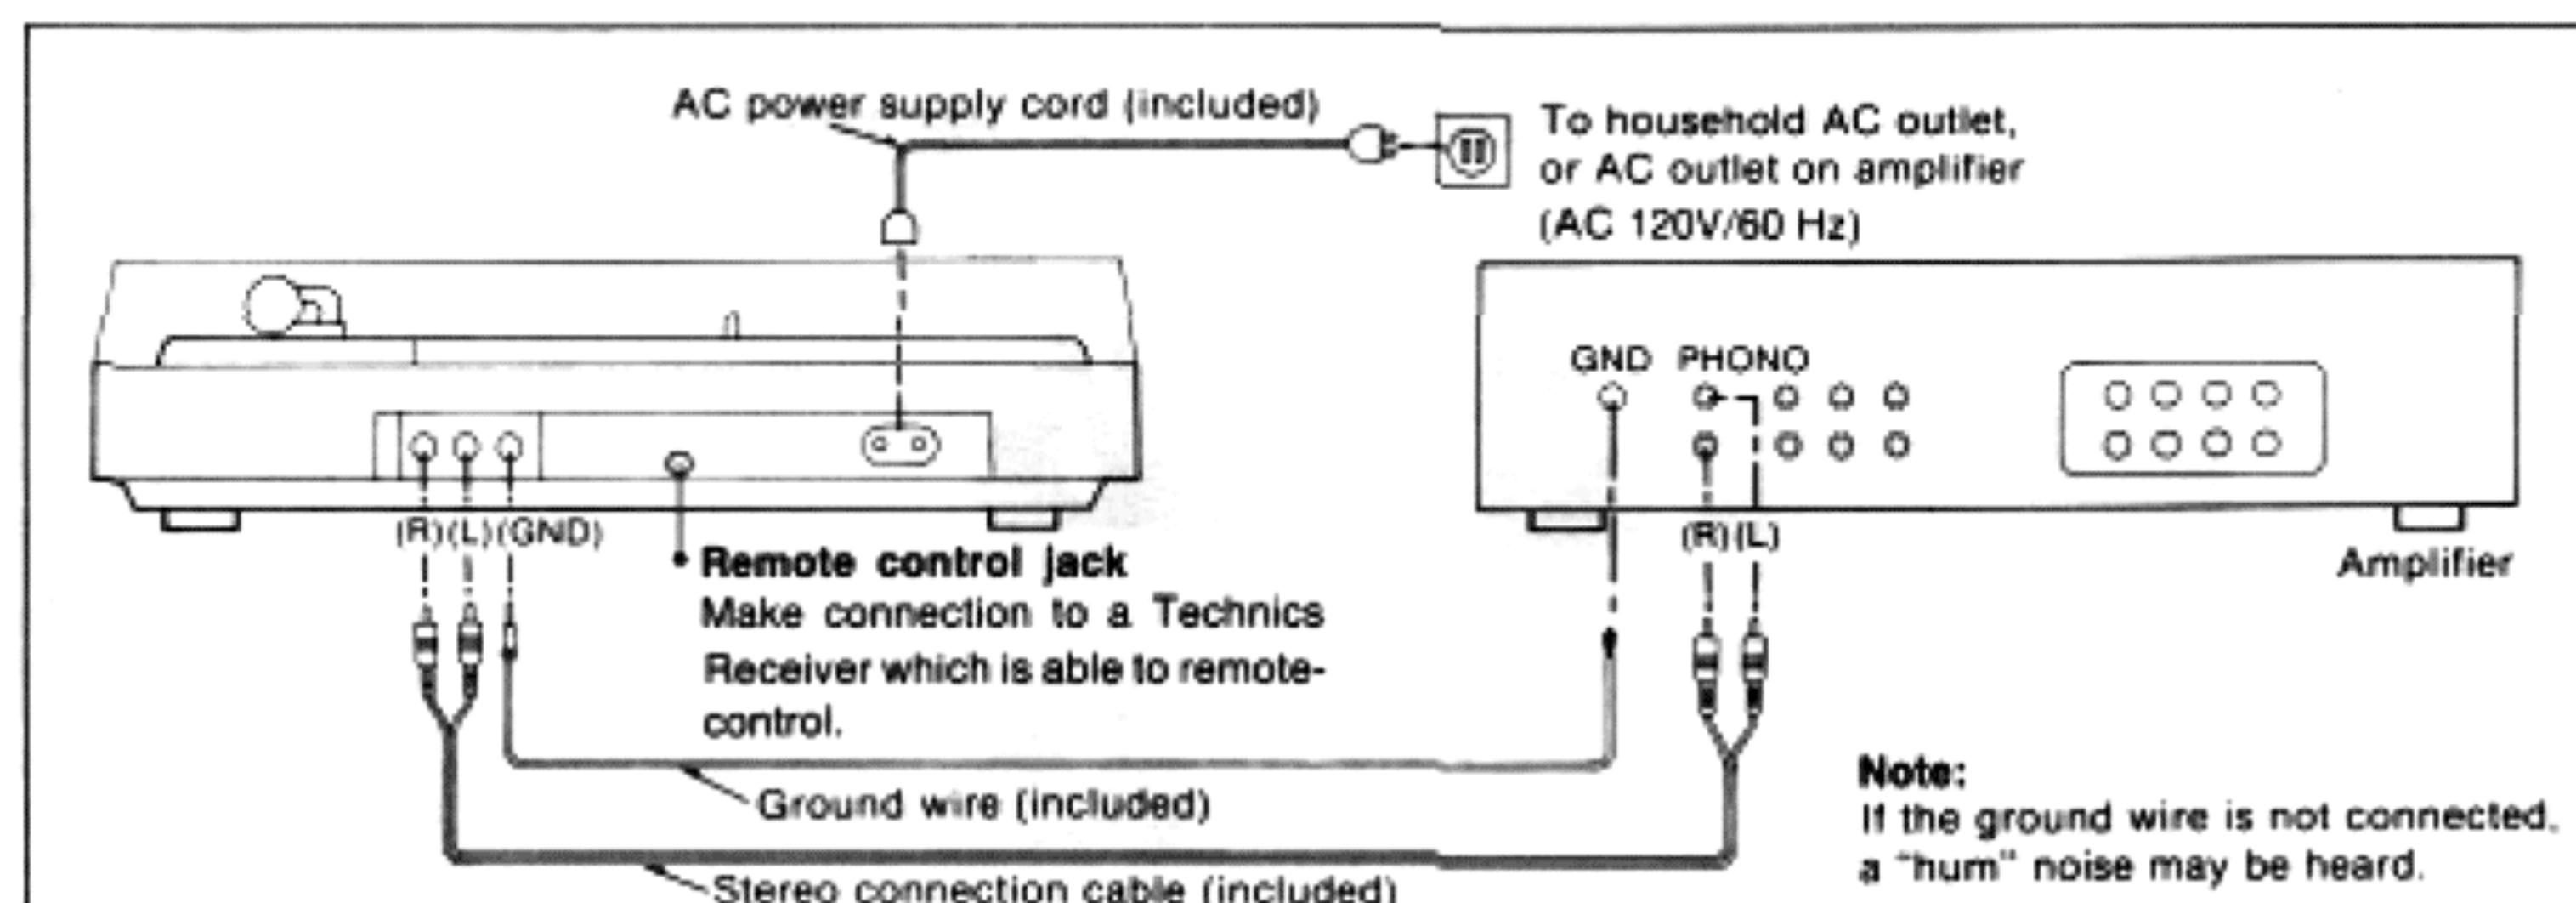 AC power supply cord (included)
To household AC outlet,
or AC outlet on amplifier
(AC 120V/60 Hz)
GND PHONO
(R) (L) (GND)
(R) (L)
Amplifier
Remote control jack
Make connection to a Technics
Receiver which is able to remote-
control.
Ground wire (included)
Stereo connection cable (included)
Note:
If the ground wire is not connected,
a "hum" noise may be heard.